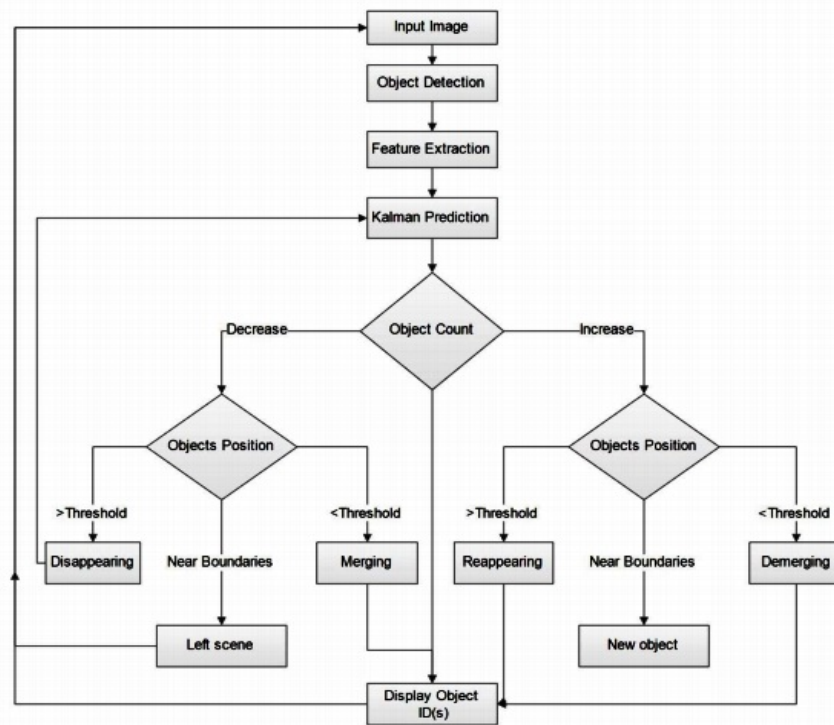 Input Image
Object Detection
Feature Extraction
Kalman Prediction
Object Count
Decrease
Increase
Objects Position
Objects Position
>Threshold
<Threshold
>Threshold
<Threshold
Disappearing
Near Boundaries
Merging
Reappearing
Near Boundaries
Demerging
Left scene
New object
Display Object
ID(s)